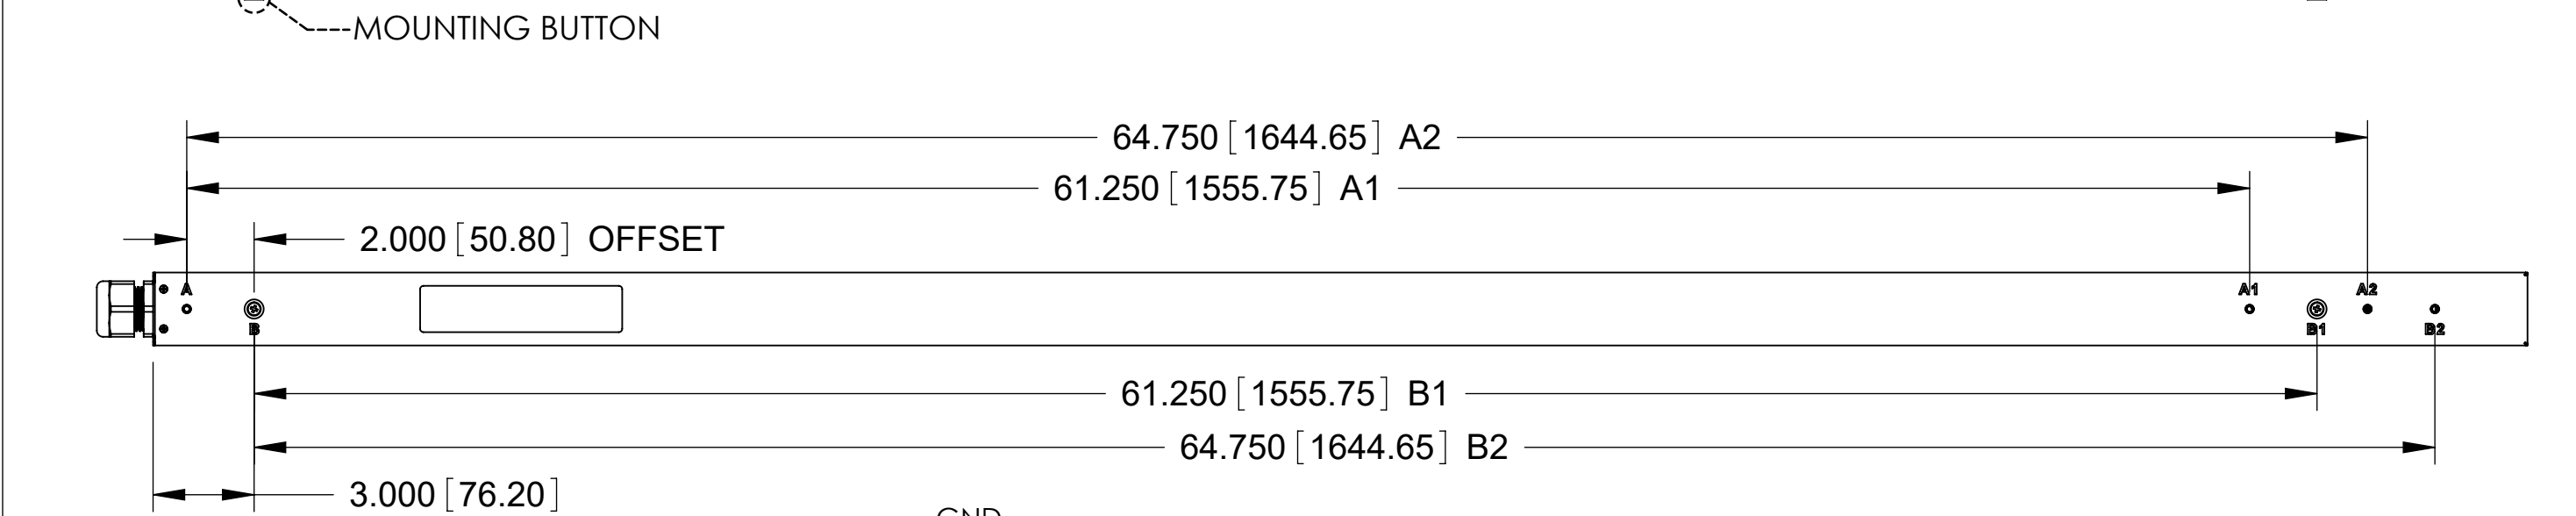 MOUNTING BUTTON
64.750 [1644.65] A2
61.250 [1555.75] A1
2.000 [50.80] OFFSET
A A1 A2
B B1 B2
61.250 [1555.75] B1
64.750 [1644.65] B2
3.000 [76.20]
GND